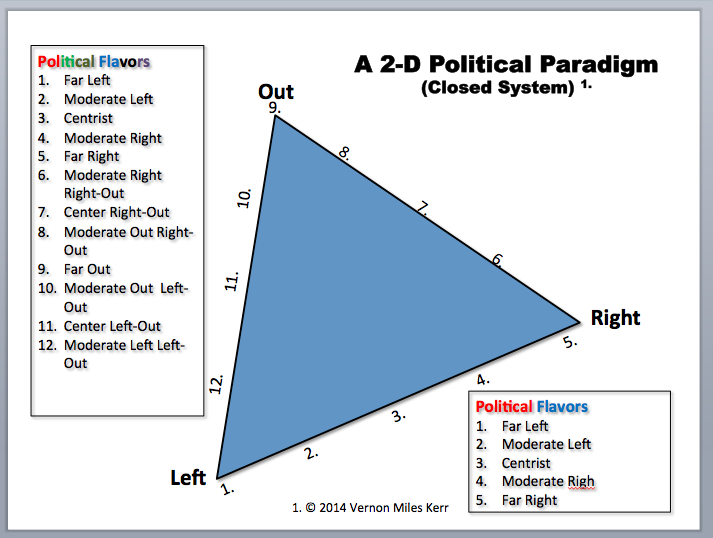 A 2-D Political Paradigm
(Closed System) 1.
Political Flavors
1. Far Left
2. Moderate Left
3. Centrist
4. Moderate Right
5. Far Right
6. Moderate Right
Right-Out
7. Center Right-Out
8. Moderate Out Right-
Out
9. Far Out
10. Moderate Out Left-
Out
11. Center Left-Out
12. Moderate Left Left-
Out
Out
9.
8.
7.
6.
Right
5.
4.
3.
2.
Left
1.
12.
11.
10.
Political Flavors
1. Far Left
2. Moderate Left
3. Centrist
4. Moderate Righ
5. Far Right
1. © 2014 Vernon Miles Kerr